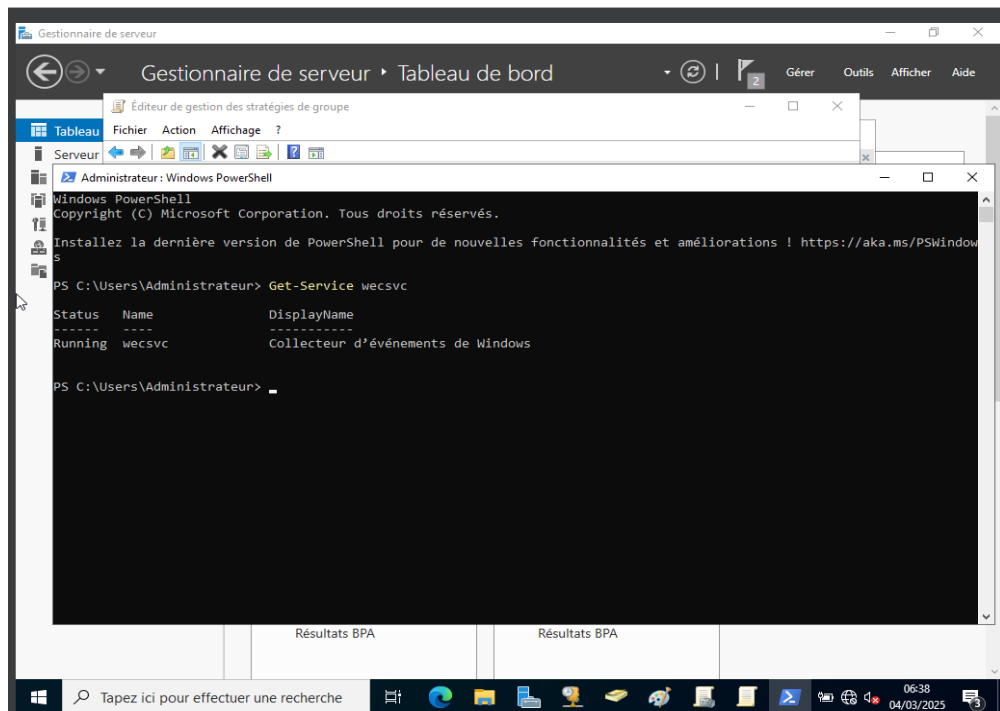 Gestionnaire de serveur
Gestionnaire de serveur ‣ Tableau de bord
2
Gérer Outils Afficher Aide
Éditeur de gestion des stratégies de groupe
Fichier Action Affichage ?
Tableau
Serveur
Administrateur : Windows PowerShell
Windows PowerShell
Copyright (C) Microsoft Corporation. Tous droits réservés.
Installez la dernière version de PowerShell pour de nouvelles fonctionnalités et améliorations ! https://aka.ms/PSWindow
s
PS C:\Users\Administrateur> Get-Service wecsvc
Status Name DisplayName
------ ---- -----------
Running wecsvc Collecteur d’événements de Windows
PS C:\Users\Administrateur>
Résultats BPA Résultats BPA
Tapez ici pour effectuer une recherche
06:38
04/03/2025
3